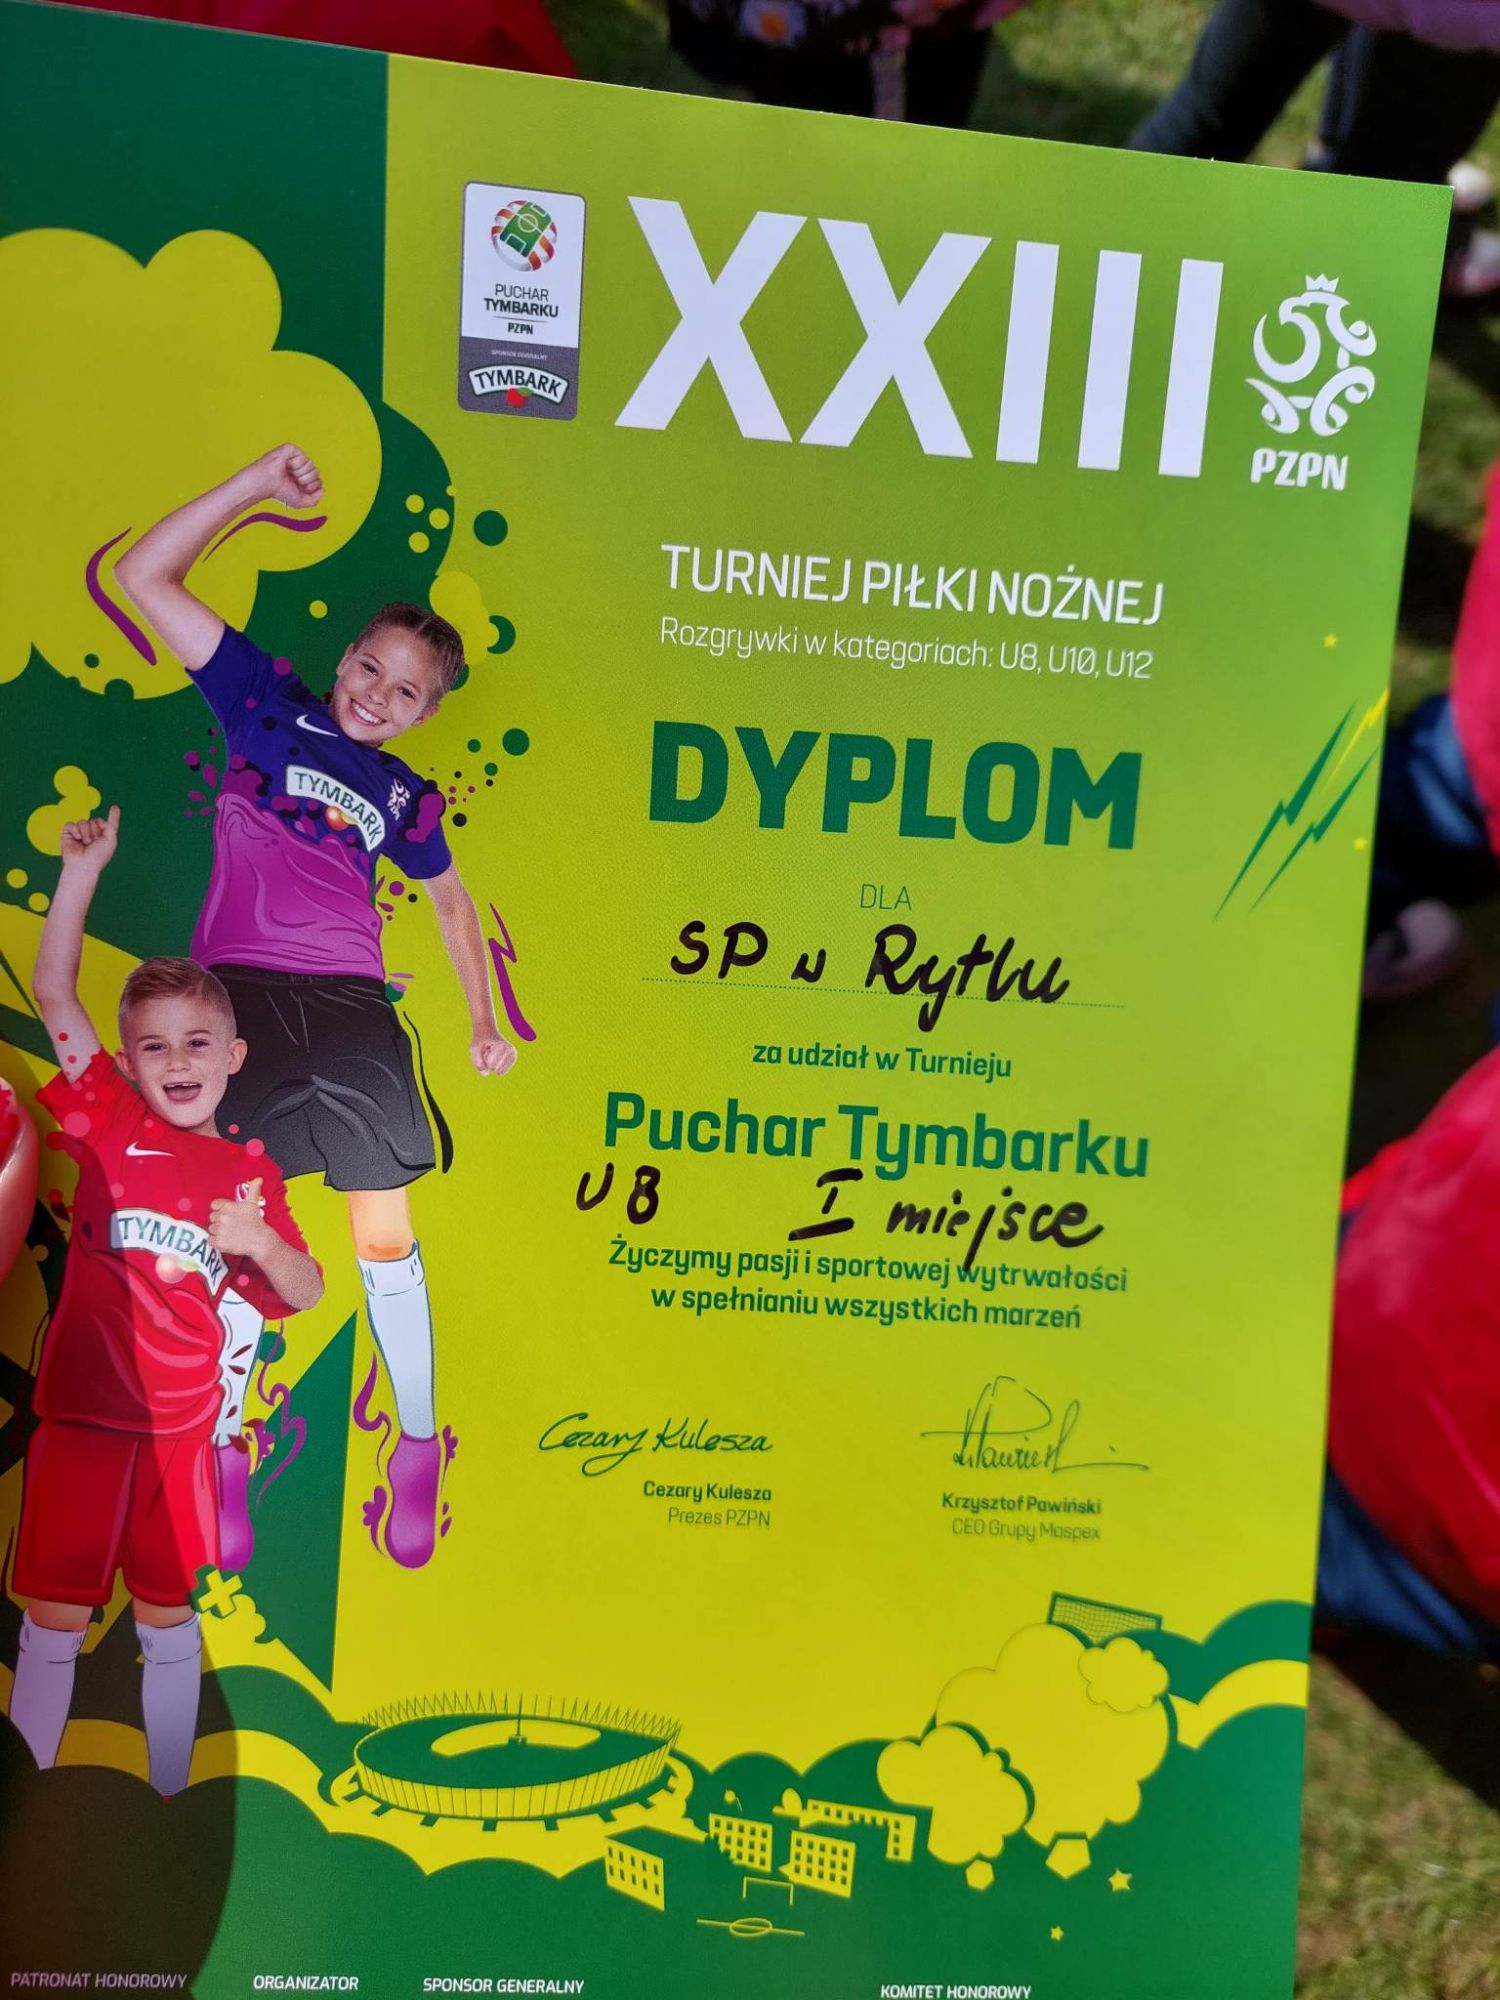 PUCHAR
TYMBARKU
PZPN
SPONSOR GENERALNY
TYMBARK
XXIII
PZPN
TURNIEJ PIŁKI NOŻNEJ
Rozgrywki w kategoriach: U8, U10, U12
DYPLOM
DLA
SP w Rytlu
za udział w Turnieju
Puchar Tymbarku
U8 I miejsce
Życzymy pasji i sportowej wytrwałości
w spełnianiu wszystkich marzeń
Cezary Kulesza
Cezary Kulesza
Prezes PZPN
Krzysztof Pawiński
CEO Grupy Maspex
TYMBARK
TYMBARK
PATRONAT HONOROWY
ORGANIZATOR
SPONSOR GENERALNY
KOMITET HONOROWY